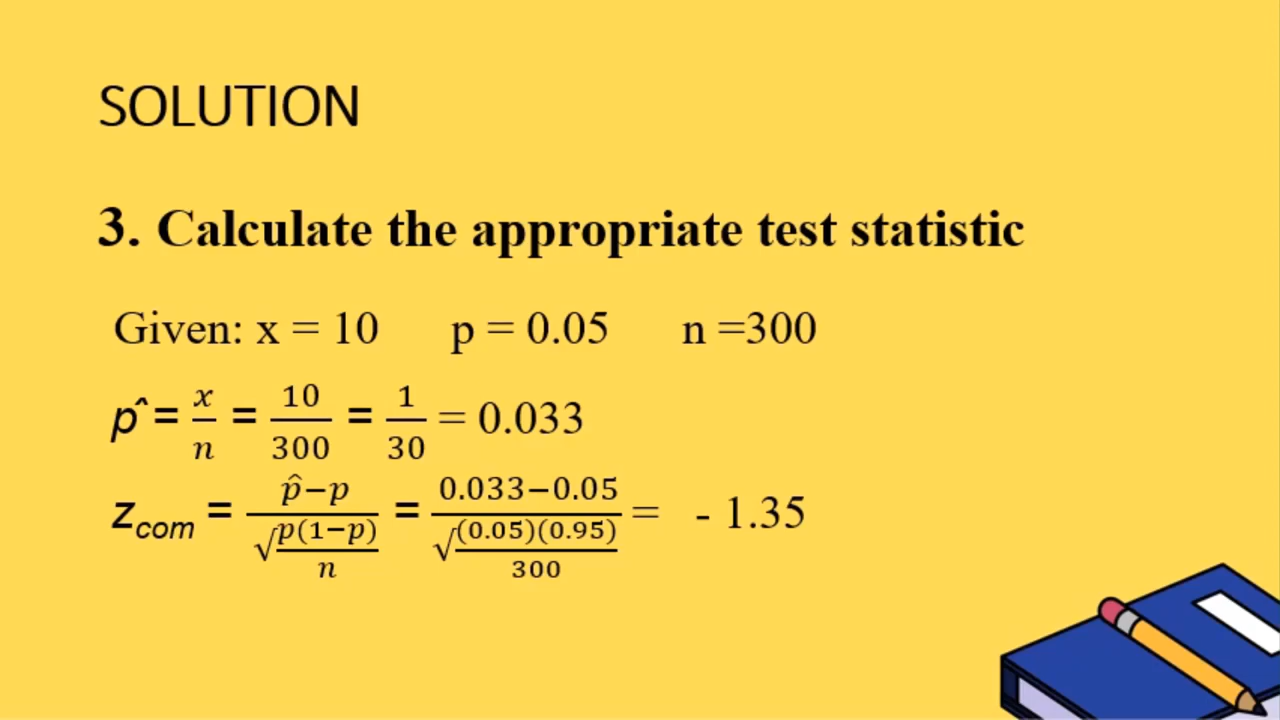 SOLUTION
3. Calculate the appropriate test statistic
Given: x = 10 p = 0.05 n =300
p̂ = x/n = 10/300 = 1/30 = 0.033
z_com = (p̂−p)/√(p(1−p)/n) = (0.033−0.05)/√((0.05)(0.95)/300) = - 1.35